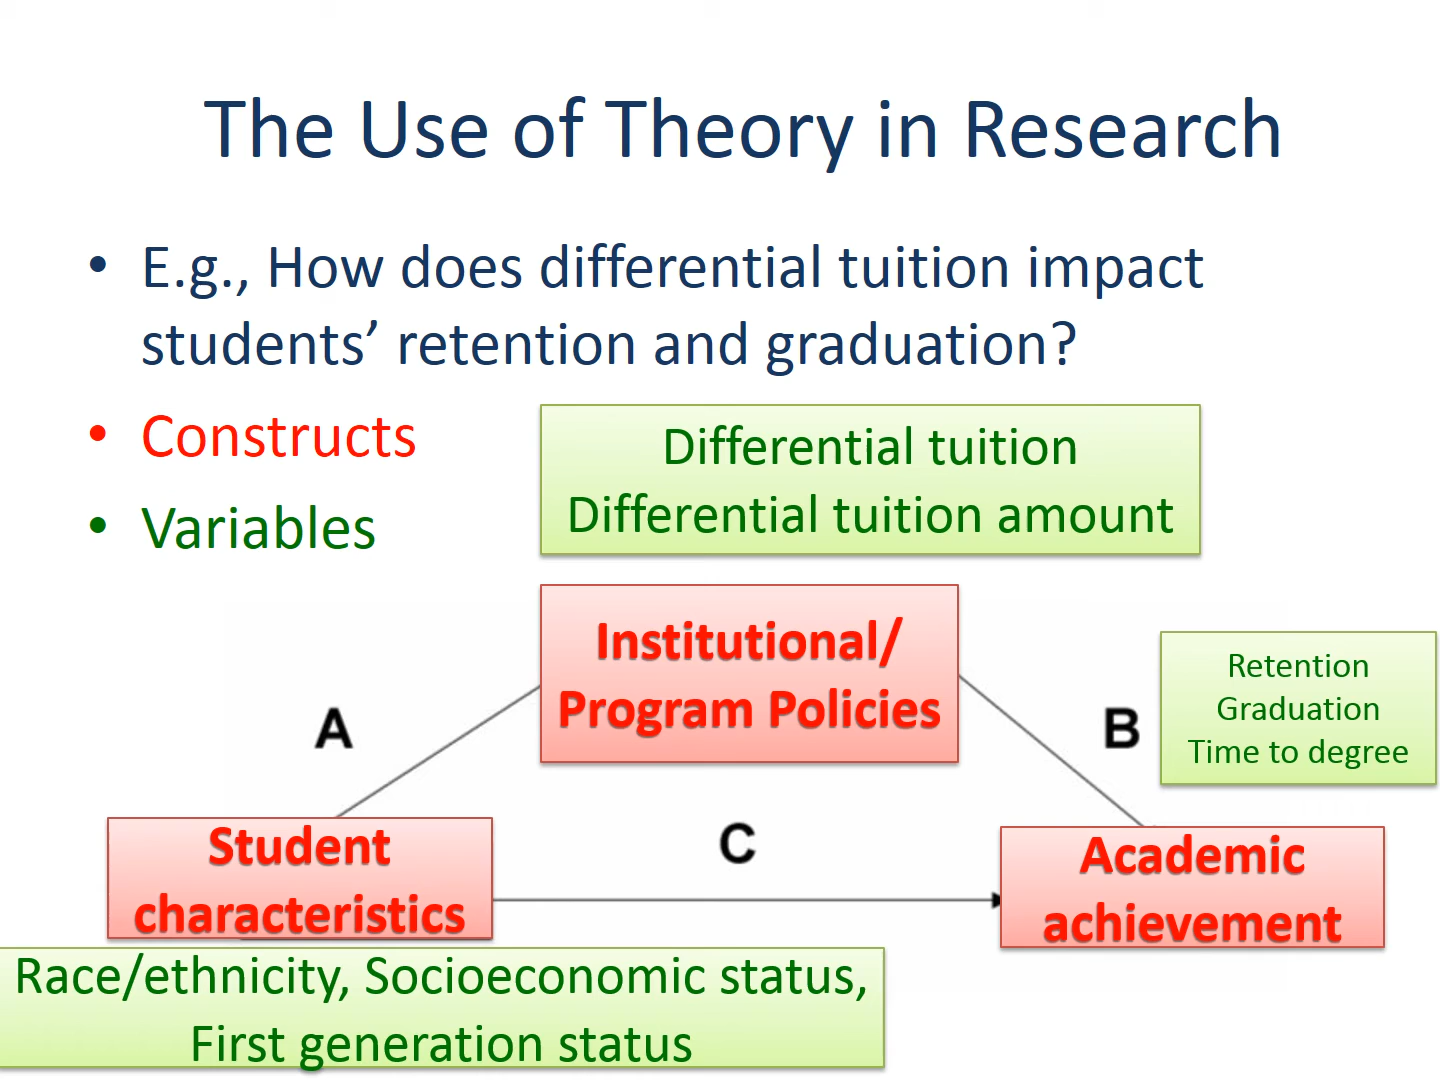 The Use of Theory in Research
• E.g., How does differential tuition impact
students’ retention and graduation?
• Constructs
• Variables
Differential tuition
Differential tuition amount
Institutional/
Program Policies
Retention
Graduation
Time to degree
A
B
C
Student
characteristics
Academic
achievement
Race/ethnicity, Socioeconomic status,
First generation status